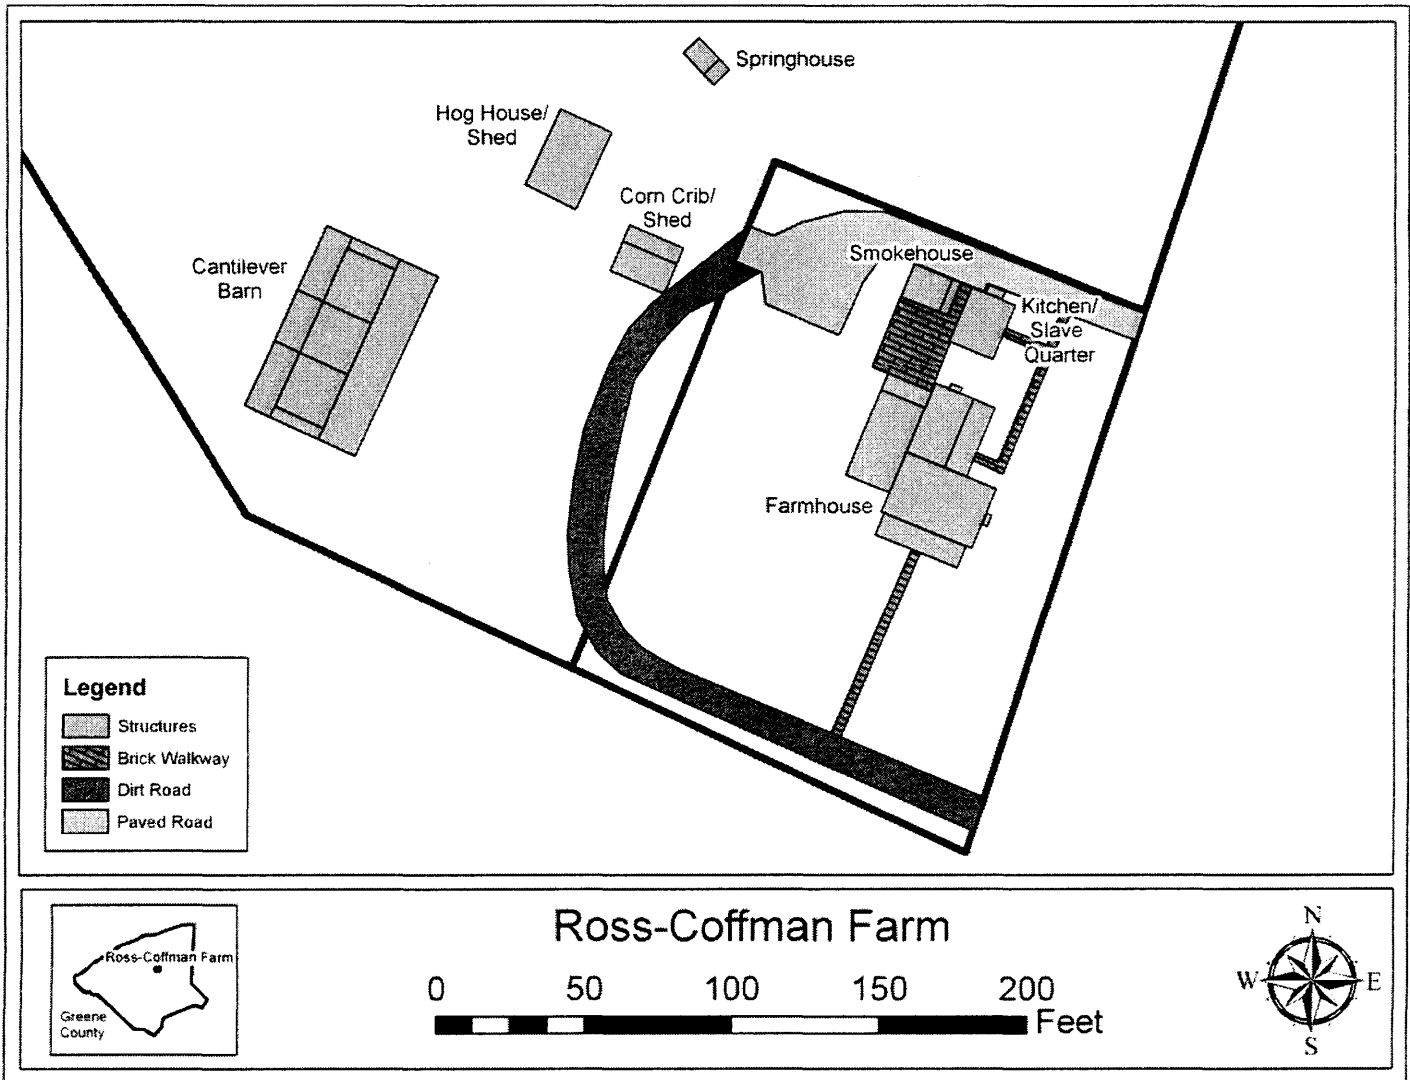 Springhouse
Hog House/
Shed
Corn Crib/
Shed
Cantilever
Barn
Smokehouse
Kitchen/
Slave
Quarter
Farmhouse
Legend
Structures
Brick Walkway
Dirt Road
Paved Road
Ross-Coffman Farm
Greene
County
Ross-Coffman Farm
0 50 100 150 200
Feet
N
W E
S